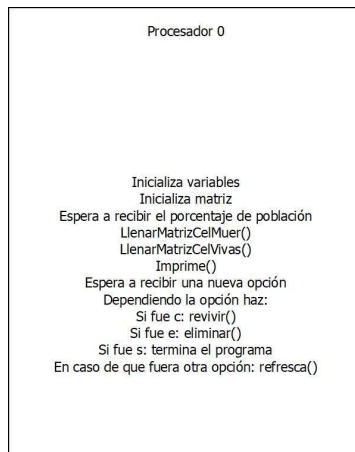 Procesador 0
Inicializa variables
Inicializa matriz
Espera a recibir el porcentaje de población
LlenarMatrizCelMuer()
LlenarMatrizCelVivas()
Imprime()
Espera a recibir una nueva opción
Dependiendo la opción haz:
Si fue c: revivir()
Si fue e: eliminar()
Si fue s: termina el programa
En caso de que fuera otra opción: refresca()